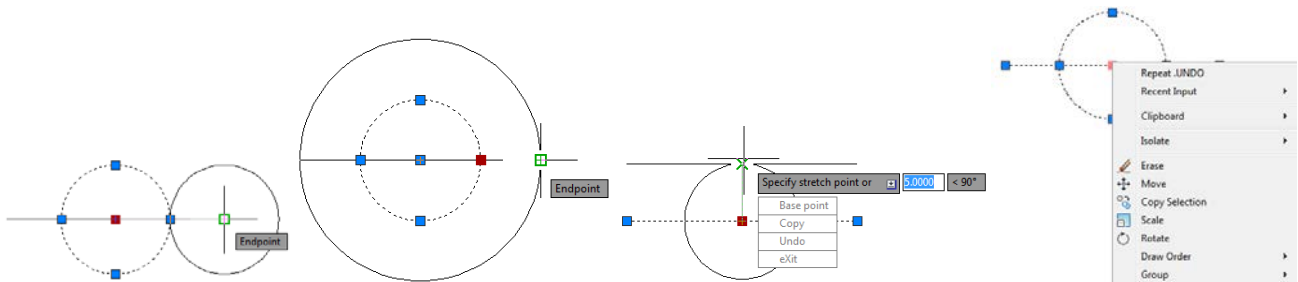 Endpoint
Endpoint
Specify stretch point or 5.0000 < 90°
Base point
Copy
Undo
eXit
Repeat .UNDO
Recent Input
Clipboard
Isolate
Erase
Move
Copy Selection
Scale
Rotate
Draw Order
Group